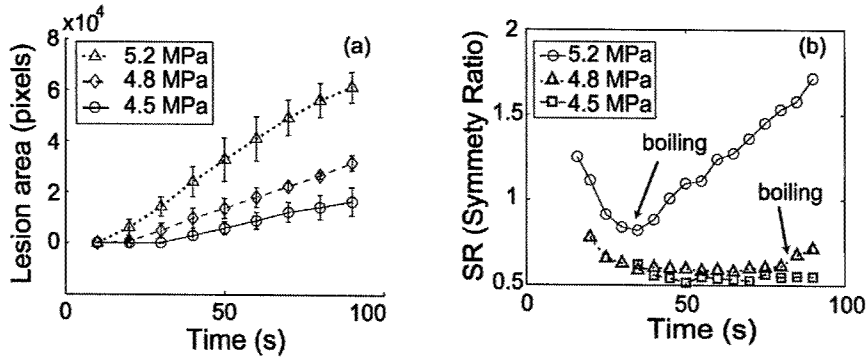 x10⁴
8
6
4
2
0
Lesion area (pixels)
(a)
5.2 MPa
4.8 MPa
4.5 MPa
0
50
100
Time (s)
2
1.5
1
0.5
SR (Symmety Ratio)
(b)
5.2 MPa
4.8 MPa
4.5 MPa
boiling
boiling
0
50
100
Time (s)